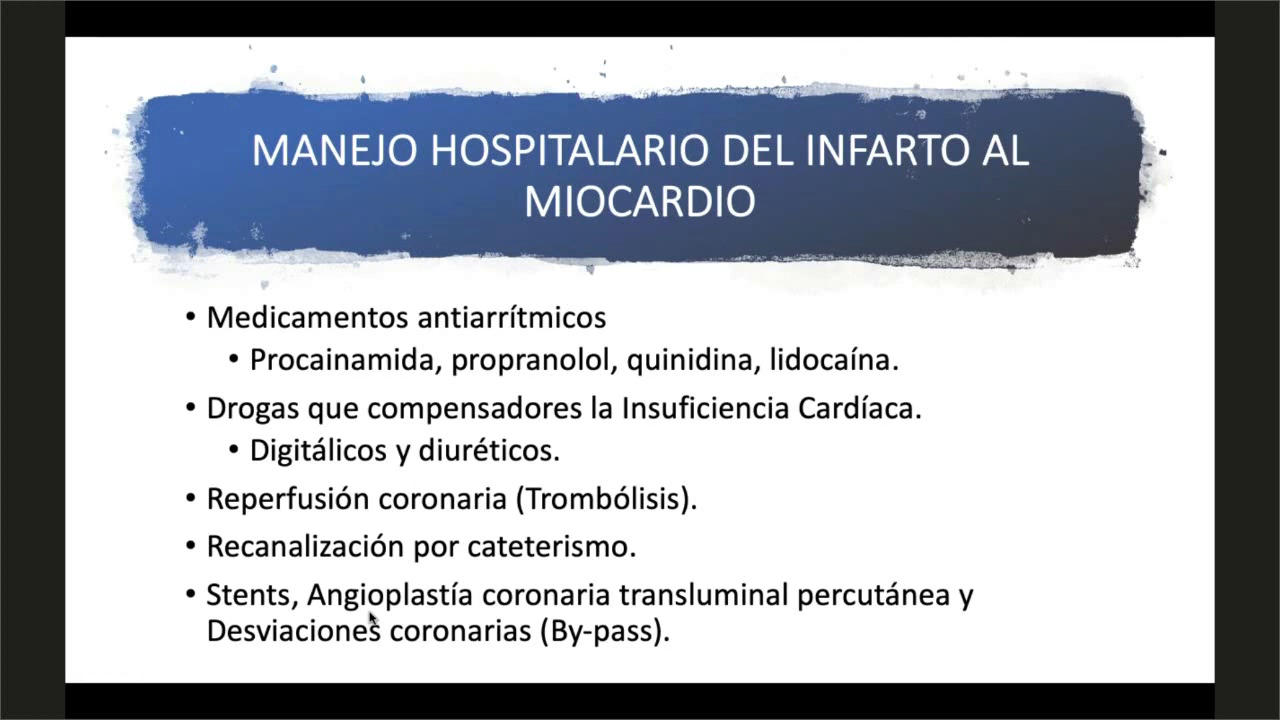 MANEJO HOSPITALARIO DEL INFARTO AL
MIOCARDIO
• Medicamentos antiarrítmicos
• Procainamida, propranolol, quinidina, lidocaína.
• Drogas que compensadores la Insuficiencia Cardíaca.
• Digitálicos y diuréticos.
• Reperfusión coronaria (Trombólisis).
• Recanalización por cateterismo.
• Stents, Angioplastía coronaria transluminal percutánea y
Desviaciones coronarias (By-pass).